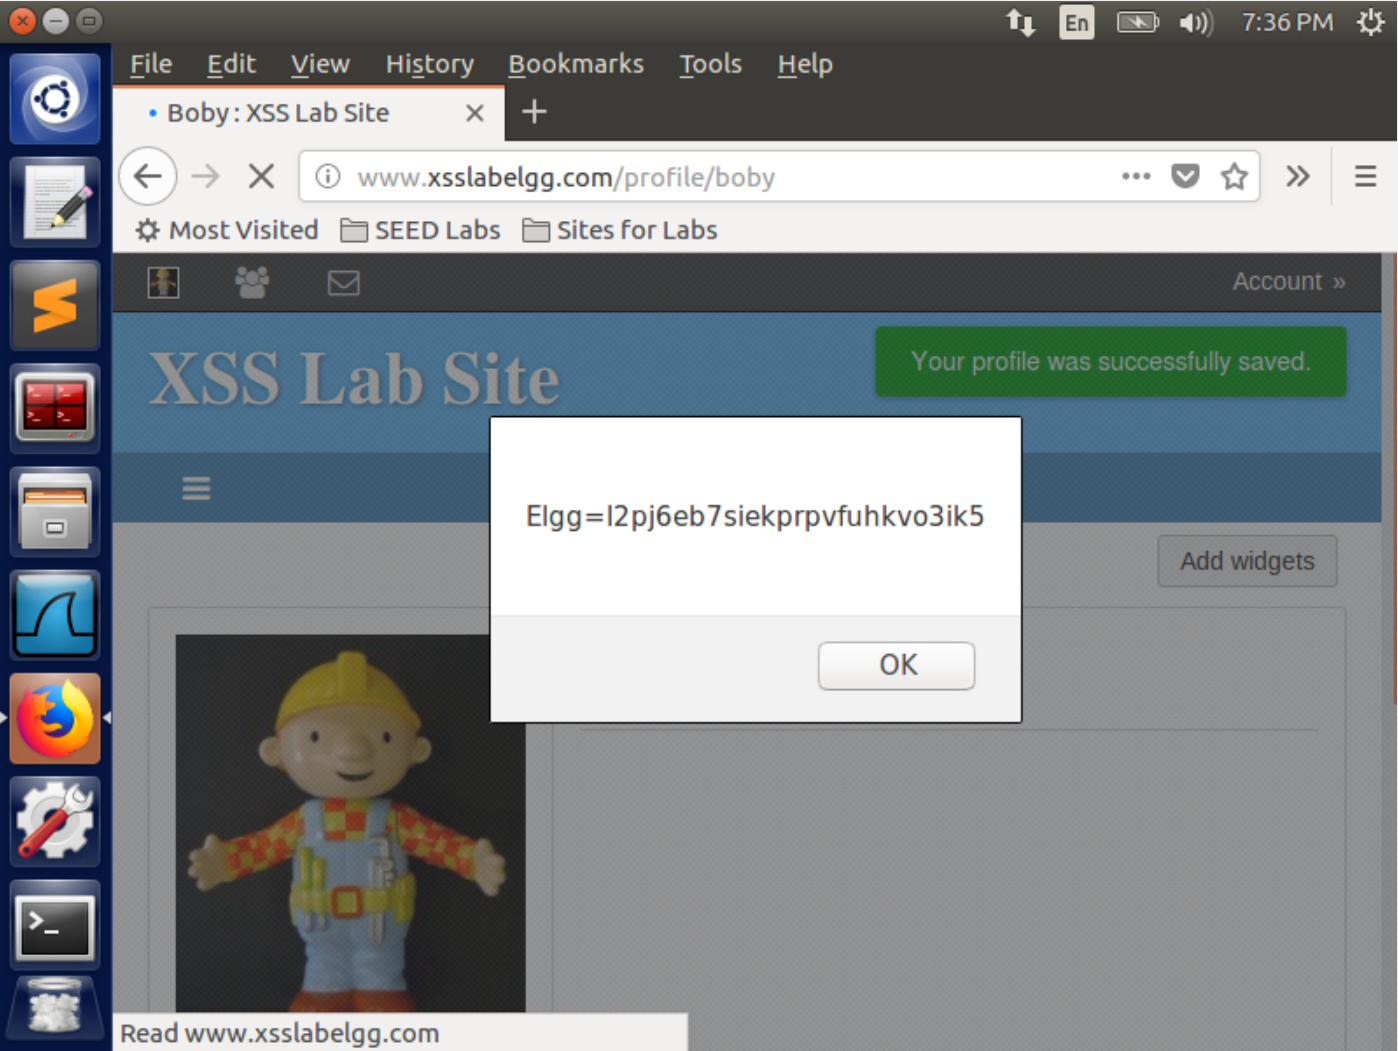 En 7:36 PM
File Edit View History Bookmarks Tools Help
Boby : XSS Lab Site
www.xsslabelgg.com/profile/boby
Most Visited SEED Labs Sites for Labs
Account »
XSS Lab Site
Your profile was successfully saved.
Elgg=l2pj6eb7siekprpvfuhkvo3ik5
Add widgets
OK
Read www.xsslabelgg.com